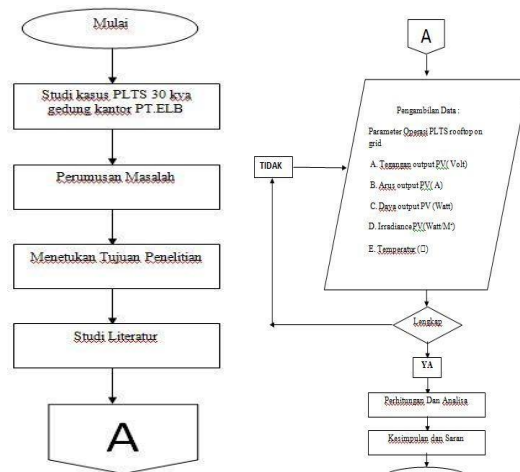 Mulai
Studi kasus PLTS 30 kva
gedung kantor PT.ELB
Perumusan Masalah
Menetukan Tujuan Penelitian
Studi Literatur
A
A
Pengambilan Data :
Parameter Operasi PLTS rooftop on
grid
A. Tegangan output PV( Volt)
B. Arus output PV( A)
C. Daya output PV (Watt)
D. Irradiance PV(Watt/M²)
E. Temperatur (▯)
TIDAK
Lengkap
YA
Perhitungan Dan Analisa
Kesimpulan dan Saran